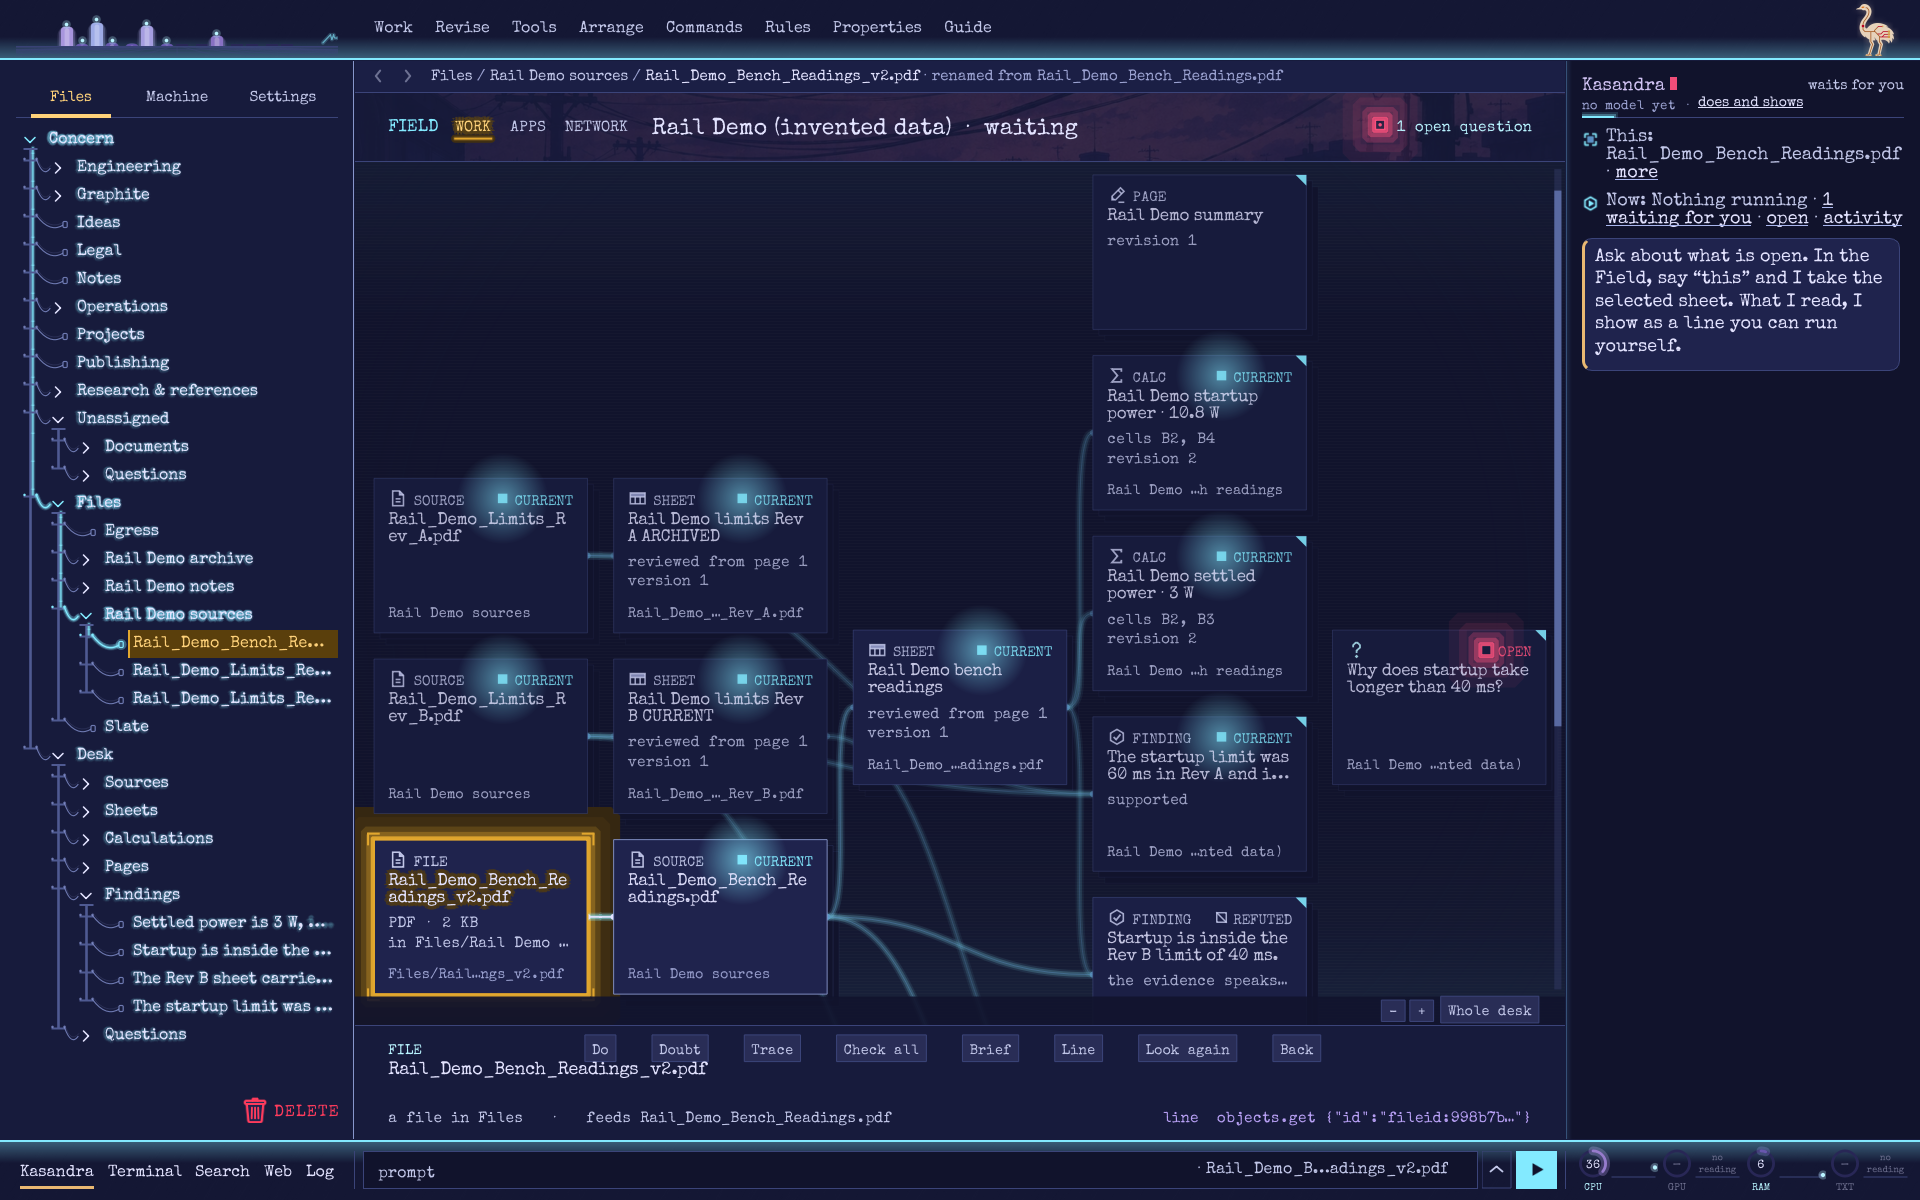 Work Revise Tools Arrange Commands Rules Properties Guide
Files Machine Settings
Concern
Engineering
Graphite
Ideas
Legal
Notes
Operations
Projects
Publishing
Research & references
Unassigned
Documents
Questions
Files
Egress
Rail Demo archive
Rail Demo notes
Rail Demo sources
Rail_Demo_Bench_Re...
Rail_Demo_Limits_Re...
Rail_Demo_Limits_Re...
Slate
Desk
Sources
Sheets
Calculations
Pages
Findings
Settled power is 3 W, ...
Startup is inside the ...
The Rev B sheet carrie...
The startup limit was ...
Questions
DELETE
Files / Rail Demo sources / Rail_Demo_Bench_Readings_v2.pdf · renamed from Rail_Demo_Bench_Readings.pdf
FIELD WORK APPS NETWORK Rail Demo (invented data) · waiting
1 open question
PAGE
Rail Demo summary
revision 1
CALC CURRENT
Rail Demo startup
power · 10.8 W
cells B2, B4
revision 2
Rail Demo …h readings
SOURCE CURRENT
Rail_Demo_Limits_R
ev_A.pdf
Rail Demo sources
SHEET CURRENT
Rail Demo limits Rev
A ARCHIVED
reviewed from page 1
version 1
Rail_Demo_…_Rev_A.pdf
CALC CURRENT
Rail Demo settled
power · 3 W
cells B2, B3
revision 2
Rail Demo …h readings
SOURCE CURRENT
Rail_Demo_Limits_R
ev_B.pdf
Rail Demo sources
SHEET CURRENT
Rail Demo limits Rev
B CURRENT
reviewed from page 1
version 1
Rail_Demo_…_Rev_B.pdf
SHEET CURRENT
Rail Demo bench
readings
reviewed from page 1
version 1
Rail_Demo_…adings.pdf
FINDING CURRENT
The startup limit was
60 ms in Rev A and i...
supported
Rail Demo …nted data)
? OPEN
Why does startup take
longer than 40 ms?
Rail Demo …nted data)
FILE
Rail_Demo_Bench_Re
adings_v2.pdf
PDF · 2 KB
in Files/Rail Demo …
Files/Rail…ngs_v2.pdf
SOURCE CURRENT
Rail_Demo_Bench_Re
adings.pdf
Rail Demo sources
FINDING REFUTED
Startup is inside the
Rev B limit of 40 ms.
the evidence speaks…
− + Whole desk
FILE
Rail_Demo_Bench_Readings_v2.pdf
Do Doubt Trace Check all Brief Line Look again Back
a file in Files · feeds Rail_Demo_Bench_Readings.pdf
line objects.get {"id":"fileid:998b7b…"}
Kasandra waits for you
no model yet · does and shows
This:
Rail_Demo_Bench_Readings.pdf
· more
Now: Nothing running · 1
waiting for you · open · activity
Ask about what is open. In the
Field, say “this” and I take the
selected sheet. What I read, I
show as a line you can run
yourself.
Kasandra Terminal Search Web Log
prompt · Rail_Demo_B...adings_v2.pdf
36 CPU
— GPU no reading
6 RAM
— TXT no reading